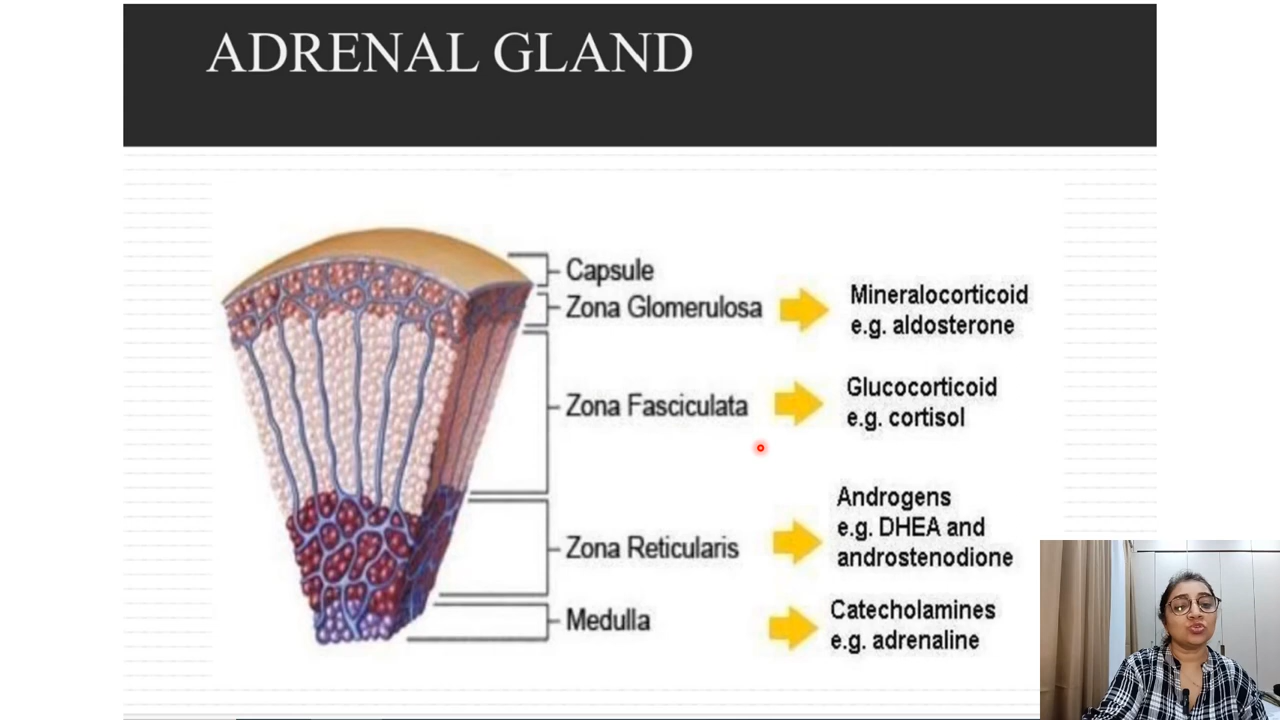 ADRENAL GLAND
Capsule
Zona Glomerulosa
Mineralocorticoid
e.g. aldosterone
Zona Fasciculata
Glucocorticoid
e.g. cortisol
Zona Reticularis
Androgens
e.g. DHEA and
androstenodione
Medulla
Catecholamines
e.g. adrenaline